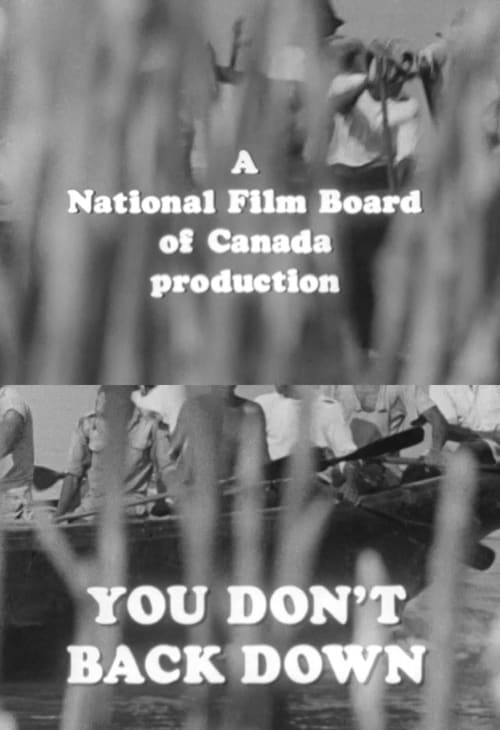 A
National Film Board
of Canada
production
YOU DON'T
BACK DOWN